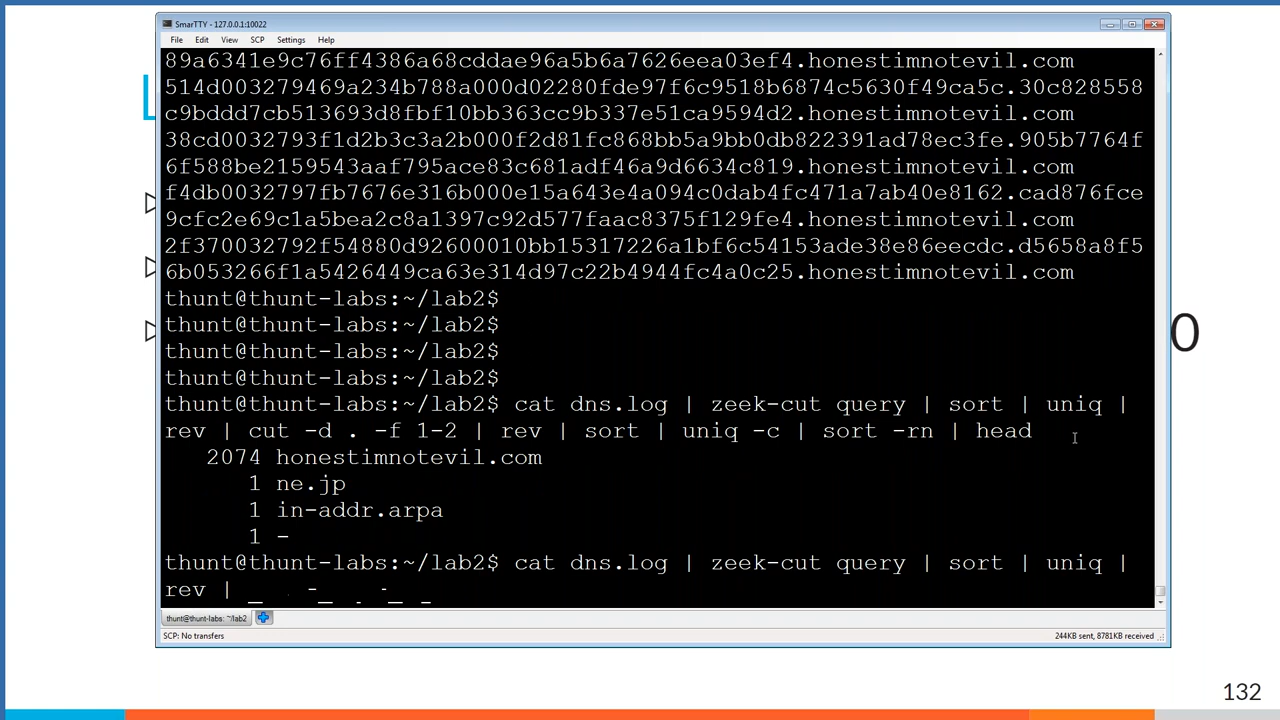 SmarTTY - 127.0.0.1:10022
File Edit View SCP Settings Help
89a6341e9c76ff4386a68cddae96a5b6a7626eea03ef4.honestimnotevil.com
514d003279469a234b788a000d02280fde97f6c9518b6874c5630f49ca5c.30c828558
c9bddd7cb513693d8fbf10bb363cc9b337e51ca9594d2.honestimnotevil.com
38cd0032793f1d2b3c3a2b000f2d81fc868bb5a9bb0db822391ad78ec3fe.905b7764f
6f588be2159543aaf795ace83c681adf46a9d6634c819.honestimnotevil.com
f4db0032797fb7676e316b000e15a643e4a094c0dab4fc471a7ab40e8162.cad876fce
9cfc2e69c1a5bea2c8a1397c92d577faac8375f129fe4.honestimnotevil.com
2f370032792f54880d92600010bb15317226a1bf6c54153ade38e86eecdc.d5658a8f5
6b053266f1a5426449ca63e314d97c22b4944fc4a0c25.honestimnotevil.com
thunt@thunt-labs:~/lab2$
thunt@thunt-labs:~/lab2$
thunt@thunt-labs:~/lab2$
thunt@thunt-labs:~/lab2$
thunt@thunt-labs:~/lab2$ cat dns.log | zeek-cut query | sort | uniq |
rev | cut -d . -f 1-2 | rev | sort | uniq -c | sort -rn | head
2074 honestimnotevil.com
1 ne.jp
1 in-addr.arpa
1 -
thunt@thunt-labs:~/lab2$ cat dns.log | zeek-cut query | sort | uniq |
rev |
thunt@thunt-labs: ~/lab2
SCP: No transfers
244KB sent, 8781KB received
0
132